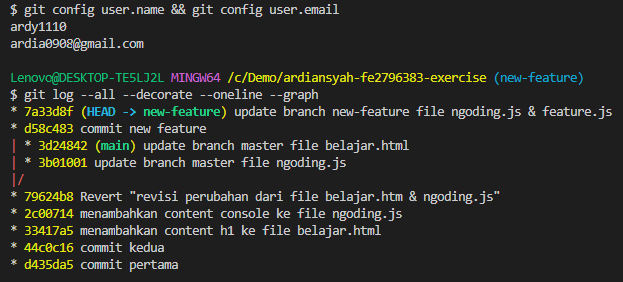 $ git config user.name && git config user.email
ardy1110
ardia0908@gmail.com
Lenovo@DESKTOP-TE5LJ2L MINGW64 /c/Demo/ardiansyah-fe2796383-exercise (new-feature)
$ git log --all --decorate --oneline --graph
* 7a33d8f (HEAD -> new-feature) update branch new-feature file ngoding.js & feature.js
* d58c483 commit new feature
| * 3d24842 (main) update branch master file belajar.html
| * 3b01001 update branch master file ngoding.js
|/
* 79624b8 Revert "revisi perubahan dari file belajar.htm & ngoding.js"
* 2c00714 menambahkan content console ke file ngoding.js
* 33417a5 menambahkan content h1 ke file belajar.html
* 44c0c16 commit kedua
* d435da5 commit pertama